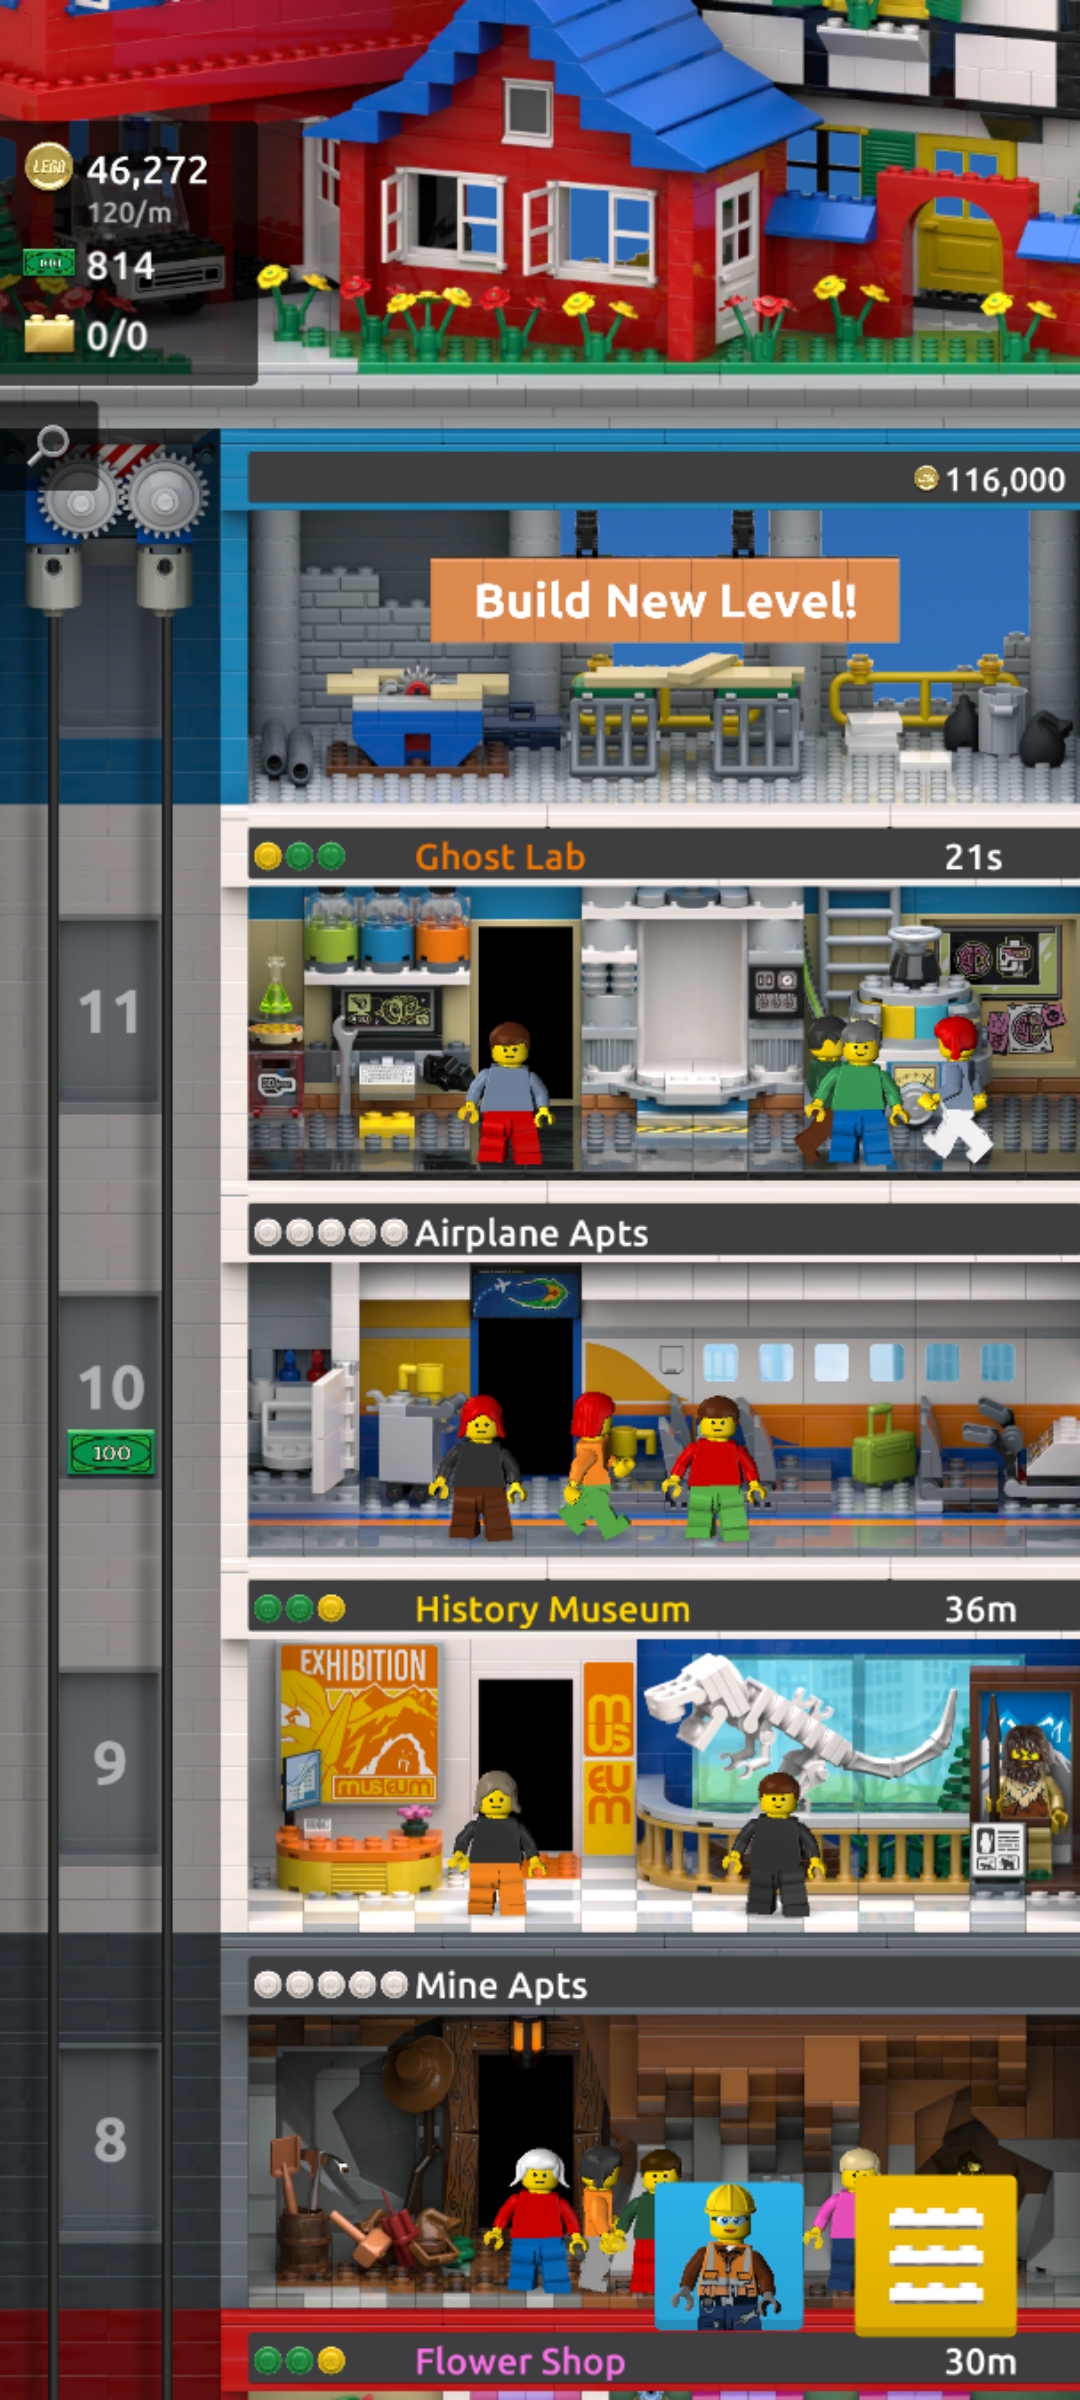 LEGO 46,272
120/m
814
0/0
116,000
Build New Level!
Ghost Lab 21s
11
Airplane Apts
10
100
History Museum 36m
EXHIBITION
museum
mus
eum
9
Mine Apts
8
Flower Shop 30m